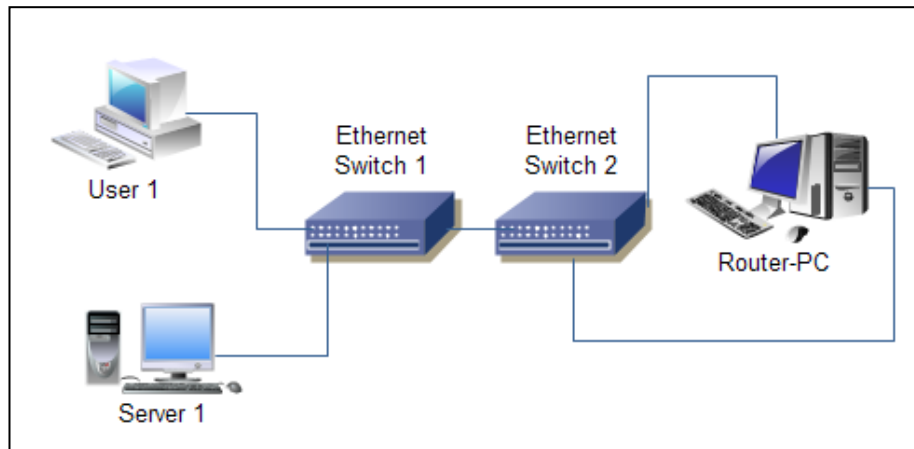 Ethernet
Switch 1
Ethernet
Switch 2
User 1
Router-PC
Server 1